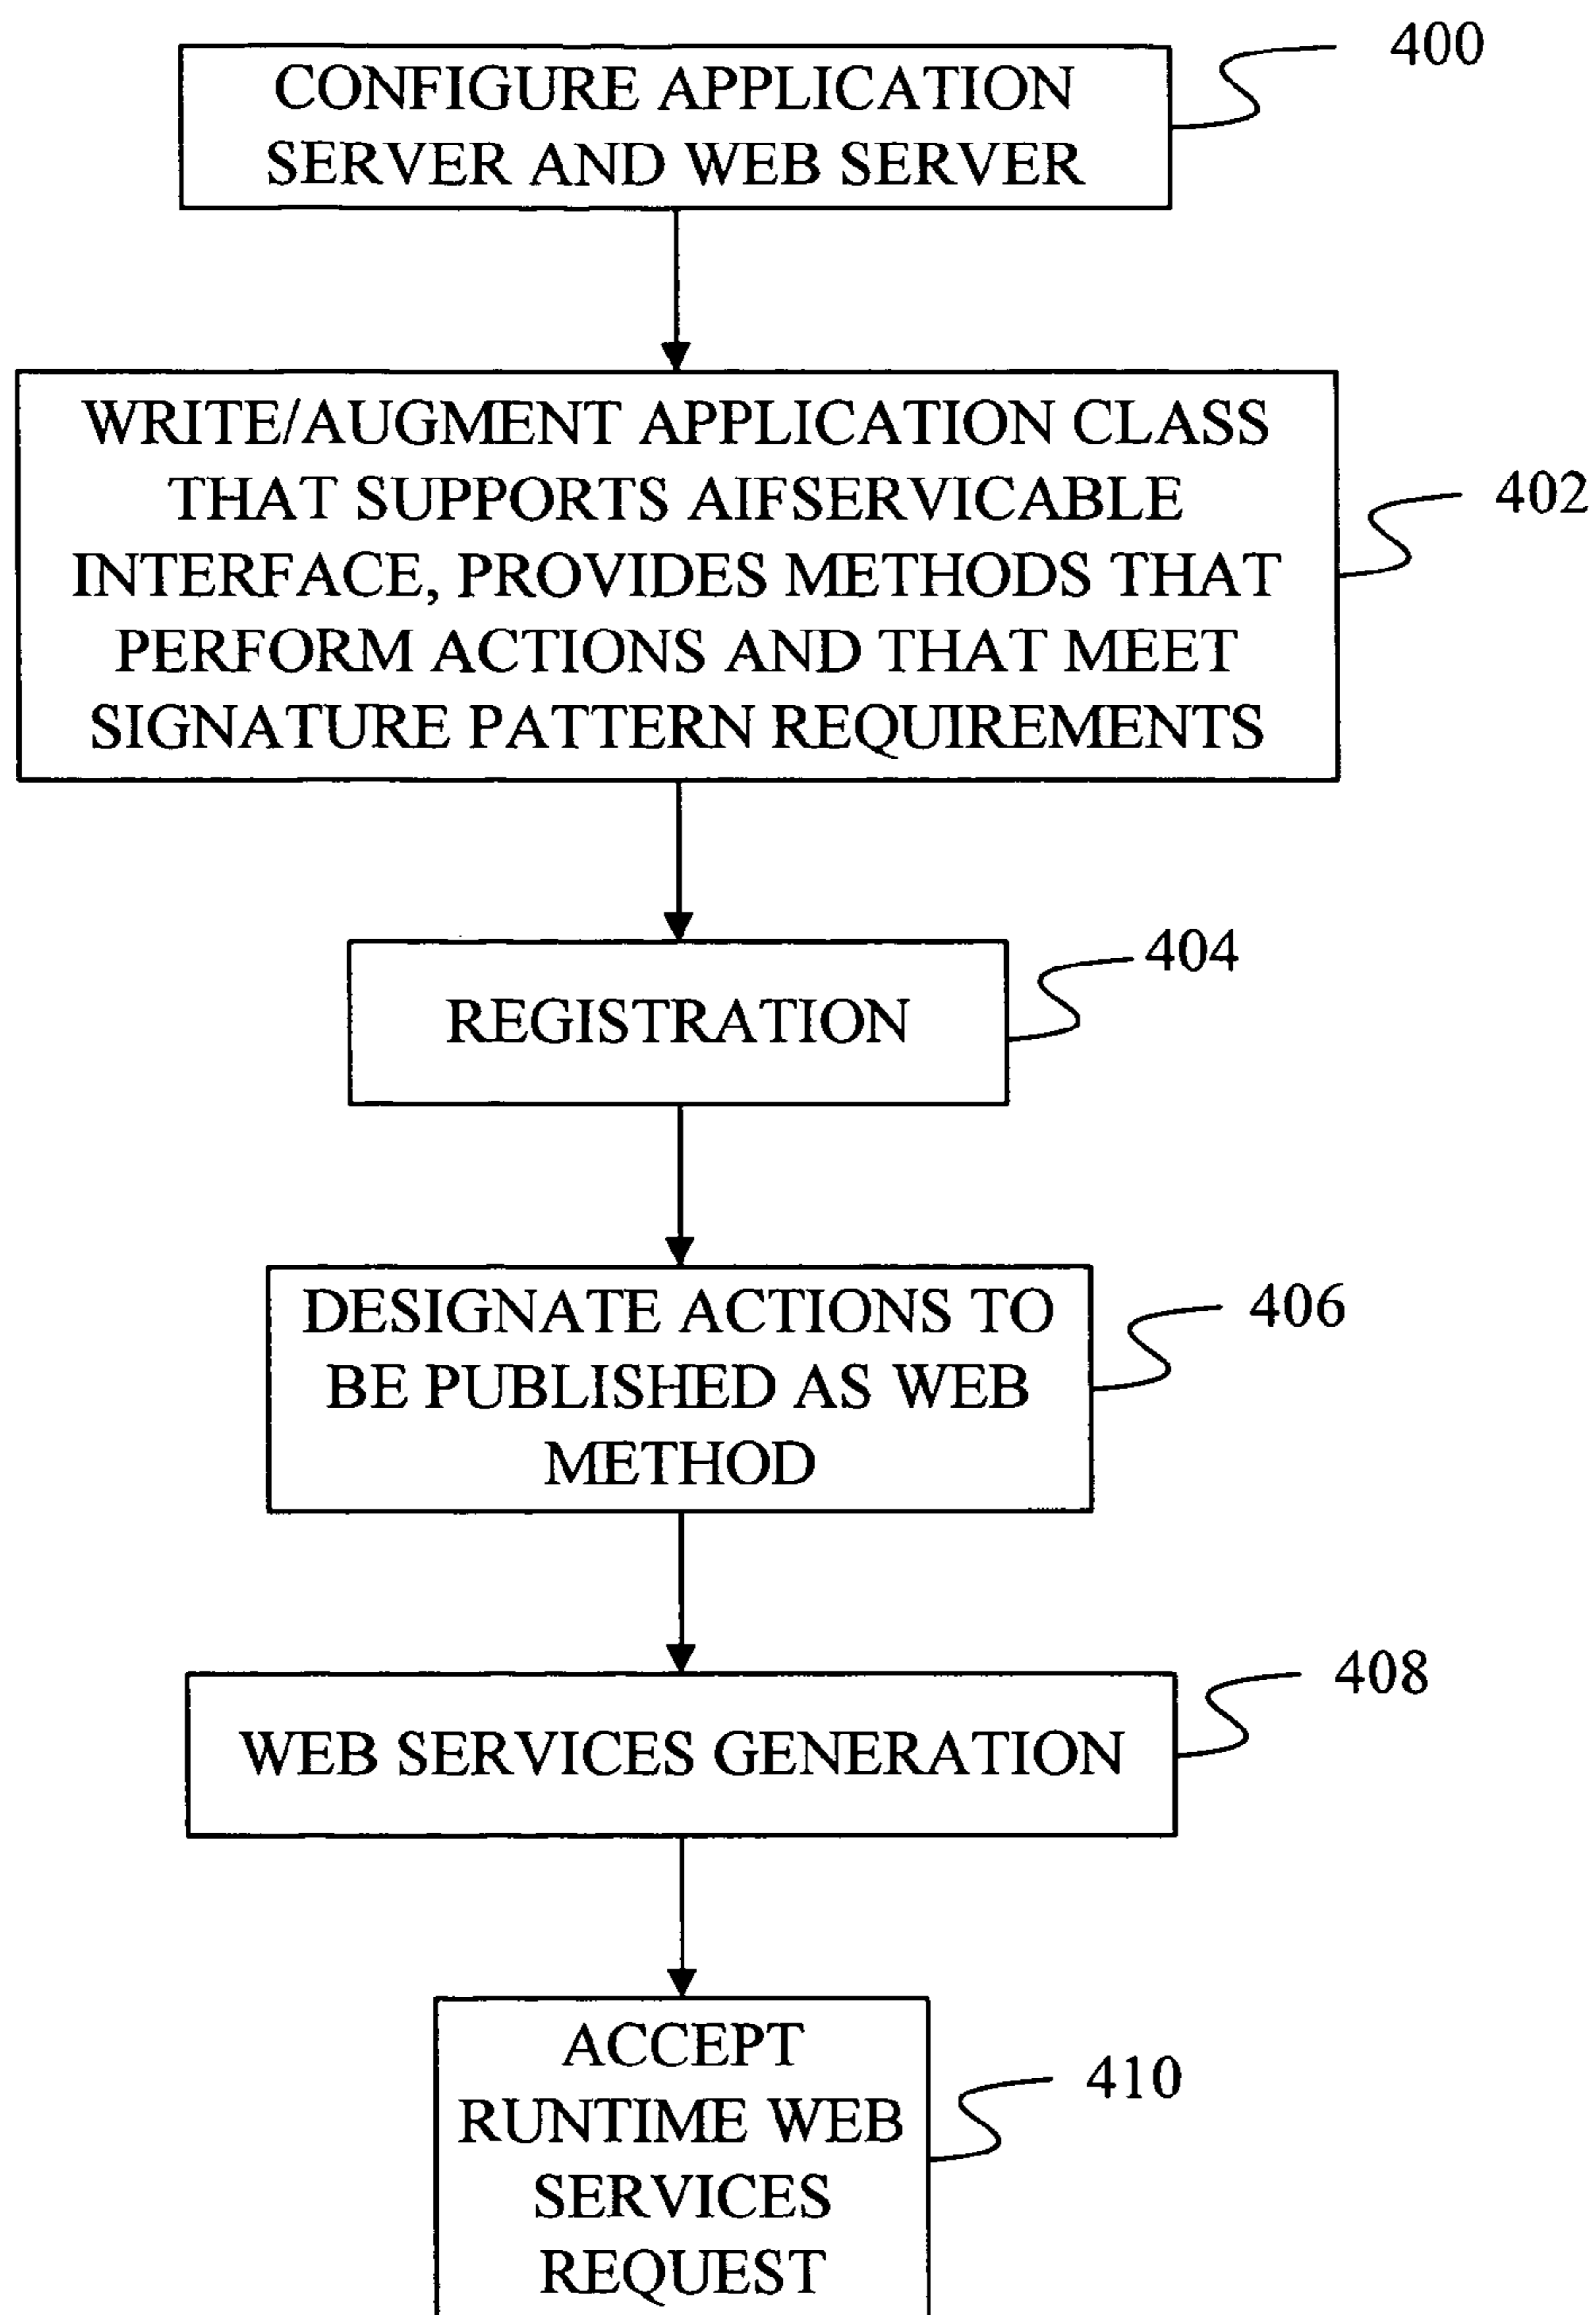 400
CONFIGURE APPLICATION
SERVER AND WEB SERVER
WRITE/AUGMENT APPLICATION CLASS
THAT SUPPORTS AIFSERVICABLE
INTERFACE, PROVIDES METHODS THAT
PERFORM ACTIONS AND THAT MEET
SIGNATURE PATTERN REQUIREMENTS
402
404
REGISTRATION
DESIGNATE ACTIONS TO
BE PUBLISHED AS WEB
METHOD
406
408
WEB SERVICES GENERATION
ACCEPT
RUNTIME WEB
SERVICES
REQUEST
410